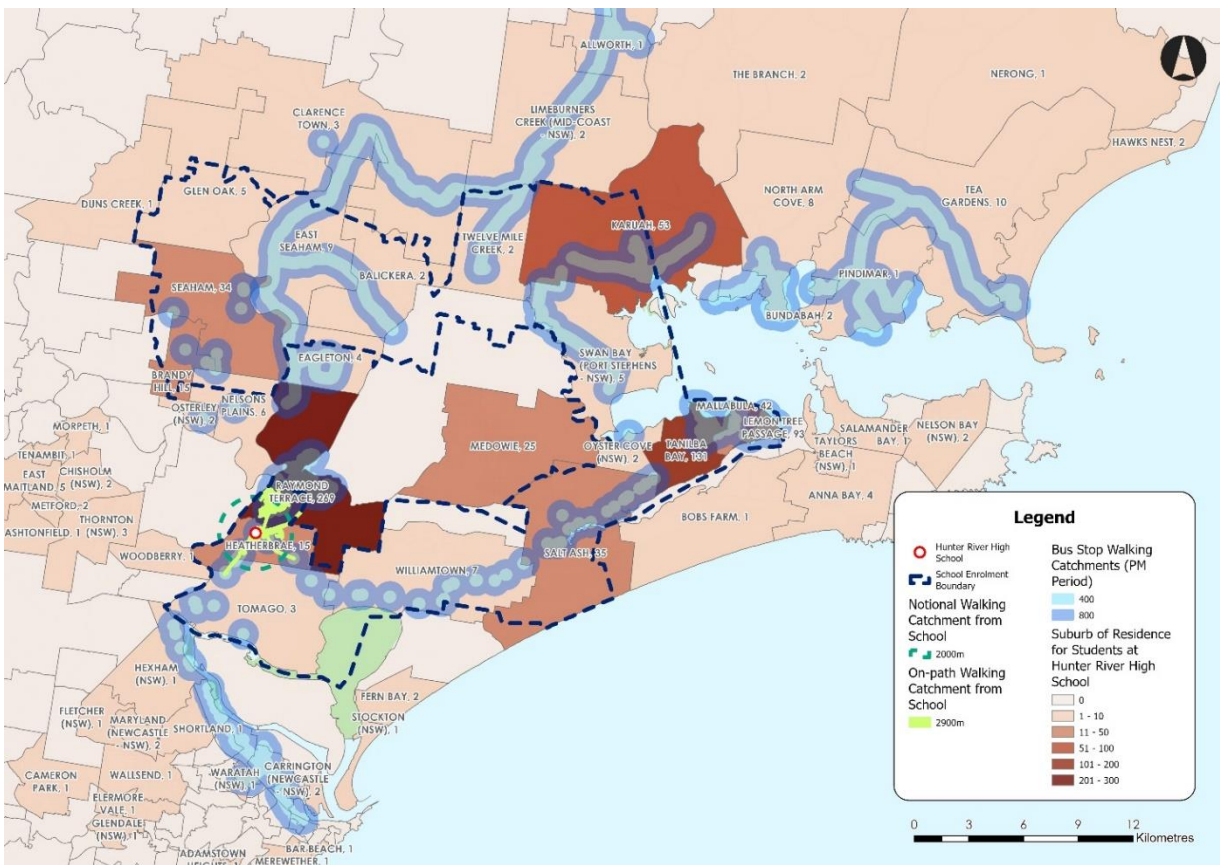 ALLWORTH, 1
THE BRANCH, 2
NERONG, 1
CLARENCE
TOWN, 3
LIMEBURNERS
CREEK (MID-COAST
- NSW), 2
HAWKS NEST, 2
GLEN OAK, 5
DUNS CREEK, 1
NORTH ARM
COVE, 8
TEA
GARDENS, 10
EAST
SEAHAM, 9
TWELVE MILE
CREEK, 2
KARUAH, 53
BALICKERA, 2
PINDIMAR, 1
SEAHAM, 34
BUNDABAH, 2
EAGLETON, 4
SWAN BAY
(PORT STEPHENS
- NSW), 5
BRANDY
HILL, 15
NELSONS
PLAINS, 6
OSTERLEY
(NSW), 2
MALLABULA, 42
LEMON TREE
PASSAGE, 93
MORPETH, 1
TENAMBIT, 1
CHISHOLM
(NSW), 2
EAST
MAITLAND, 5
METFORD, 2
THORNTON
(NSW), 3
ASHTONFIELD, 1
MEDOWIE, 25
OYSTER COVE
(NSW), 2
TANILBA
BAY, 131
SALAMANDER
BAY, 1
NELSON BAY
(NSW), 2
TAYLORS
BEACH
(NSW), 1
ANNA BAY, 4
RAYMOND
TERRACE, 269
BOBS FARM, 1
HEATHERBRAE, 15
WOODBERRY, 1
SALT ASH, 35
WILLIAMTOWN, 7
TOMAGO, 3
HEXHAM
(NSW), 1
FERN BAY, 2
STOCKTON
(NSW), 1
FLETCHER
(NSW), 1
MARYLAND
(NEWCASTLE
- NSW), 2
SHORTLAND, 1
CAMERON
PARK, 1
WALLSEND, 1
WARATAH
(NSW), 1
CARRINGTON
(NEWCASTLE
- NSW), 2
ELERMORE
VALE, 1
GLENDALE
(NSW), 1
BAR BEACH, 1
ADAMSTOWN
MEREWETHER, 1
Legend
Hunter River High
School
School Enrolment
Boundary
Notional Walking
Catchment from
School
2000m
On-path Walking
Catchment from
School
2900m
Bus Stop Walking
Catchments (PM
Period)
400
800
Suburb of Residence
for Students at
Hunter River High
School
0
1 - 10
11 - 50
51 - 100
101 - 200
201 - 300
0 3 6 9 12
Kilometres